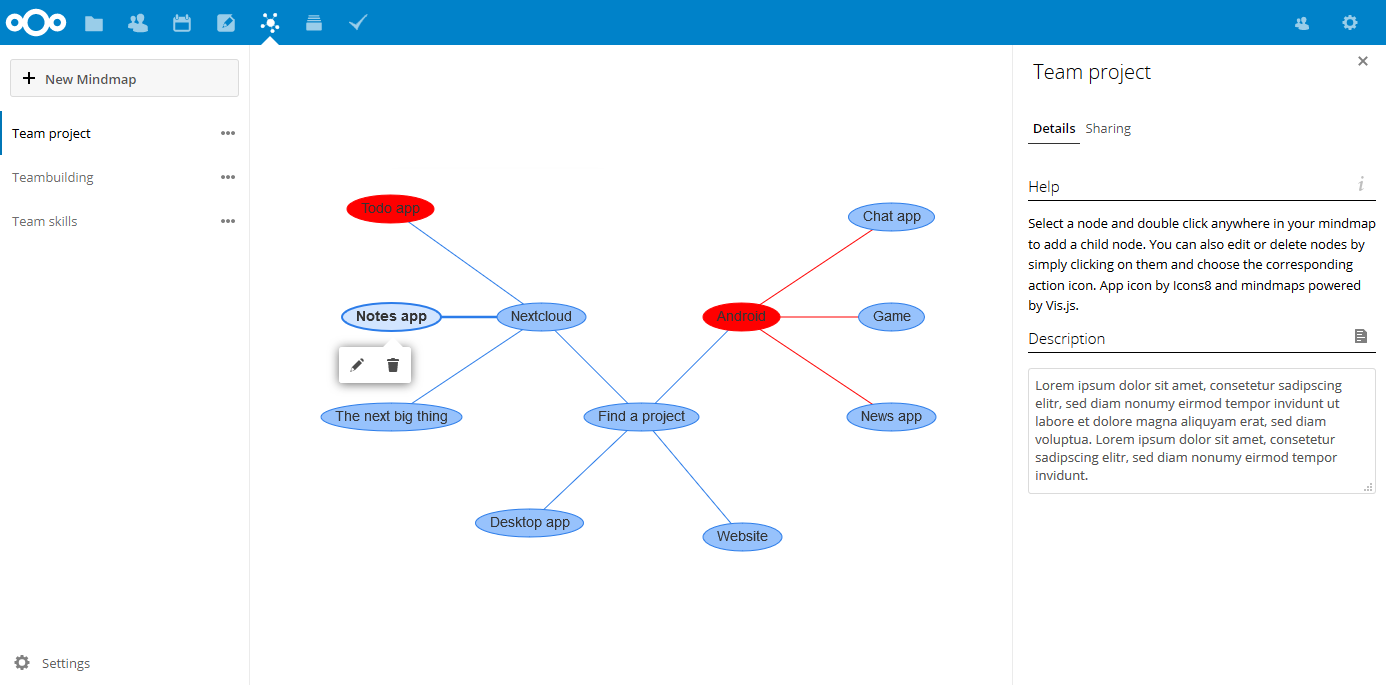 New Mindmap
Team project
Teambuilding
Team skills
Settings
Todo app
Chat app
Notes app
Nextcloud
Android
Game
The next big thing
Find a project
News app
Desktop app
Website
Team project
Details Sharing
Help
Select a node and double click anywhere in your mindmap
to add a child node. You can also edit or delete nodes by
simply clicking on them and choose the corresponding
action icon. App icon by Icons8 and mindmaps powered
by Vis.js.
Description
Lorem ipsum dolor sit amet, consetetur sadipscing
elitr, sed diam nonumy eirmod tempor invidunt ut
labore et dolore magna aliquyam erat, sed diam
voluptua. Lorem ipsum dolor sit amet, consetetur
sadipscing elitr, sed diam nonumy eirmod tempor
invidunt.